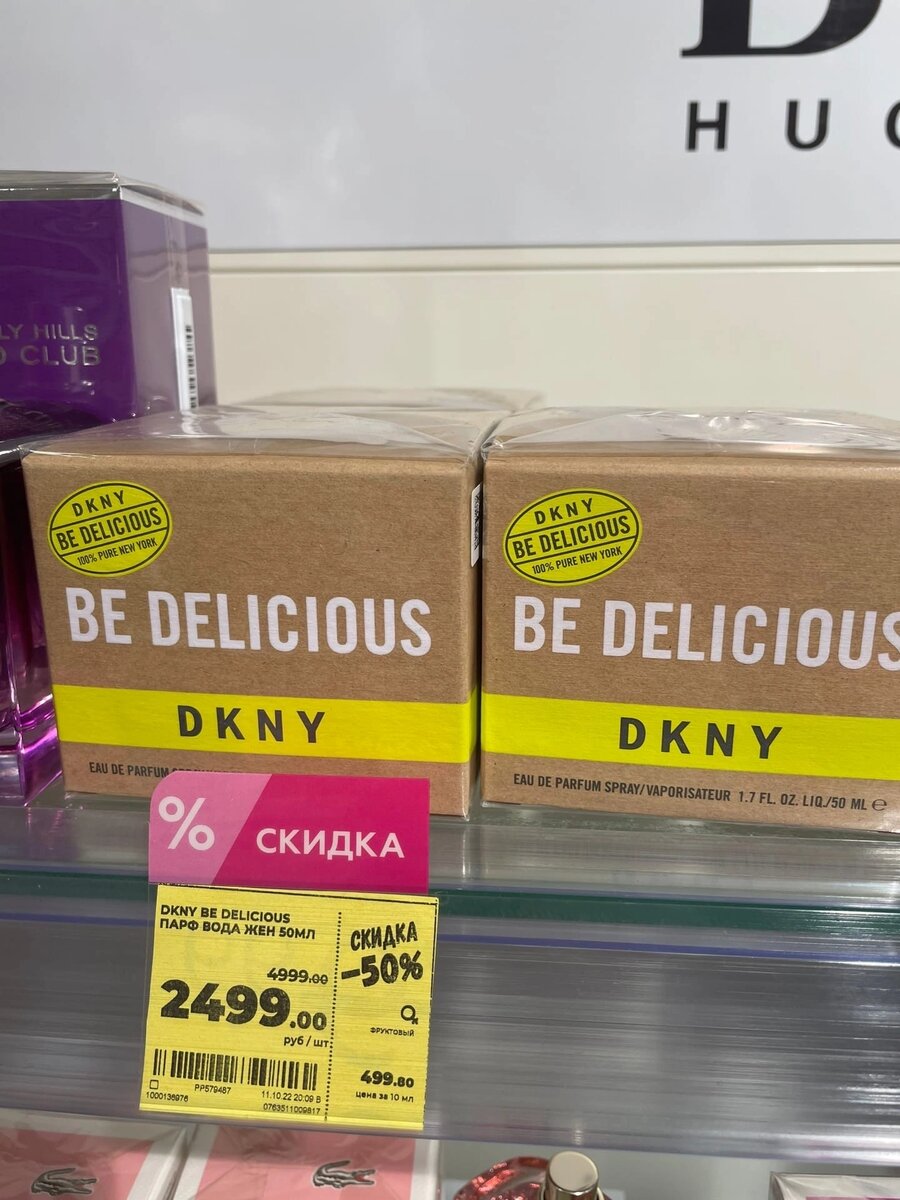 HU
LY HILLS
CLUB
DKNY
BE DELICIOUS
100% PURE NEW YORK
BE DELICIOUS
DKNY
EAU DE PARFUM
DKNY
BE DELICIOUS
100% PURE NEW YORK
BE DELICIOUS
DKNY
EAU DE PARFUM SPRAY/VAPORISATEUR 1.7 FL. OZ. LIQ./50 ML ℮
% СКИДКА
DKNY BE DELICIOUS
ПАРФ ВОДА ЖЕН 50МЛ
4999.00
2499.00
руб / шт
PP579487
1000136976
11.10.22 20:09 В
0763511009817
СКИДКА
-50%
ФРУКТОВЫЙ
499.80
цена за 10 мл